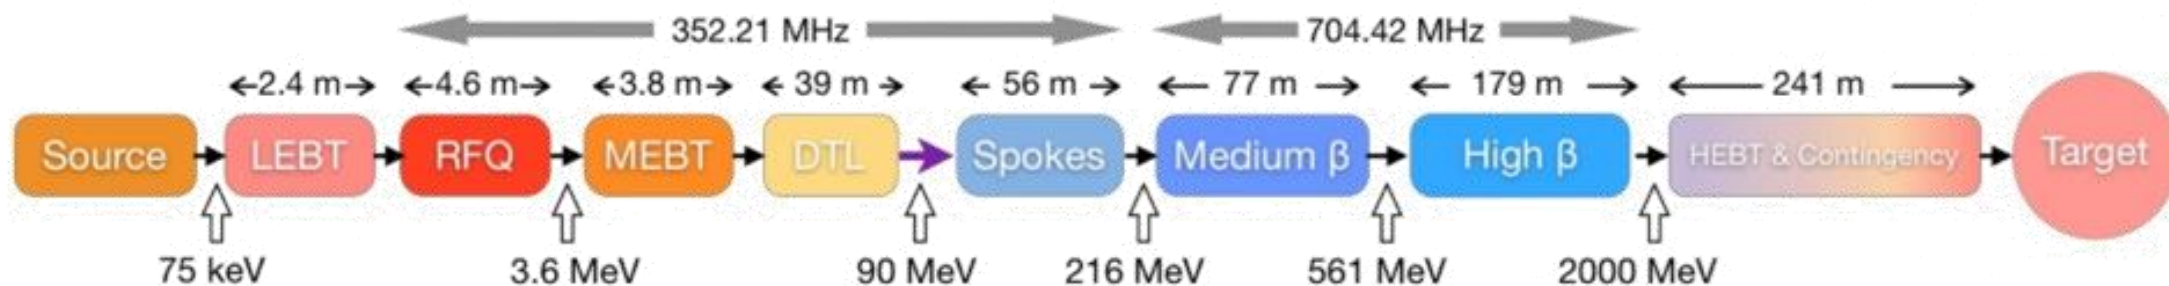 352.21 MHz 704.42 MHz
2.4 m 4.6 m 3.8 m 39 m 56 m 77 m 179 m 241 m
Source LEBT RFQ MEBT DTL Spokes Medium β High β HEBT & Contingency Target
75 keV 3.6 MeV 90 MeV 216 MeV 561 MeV 2000 MeV